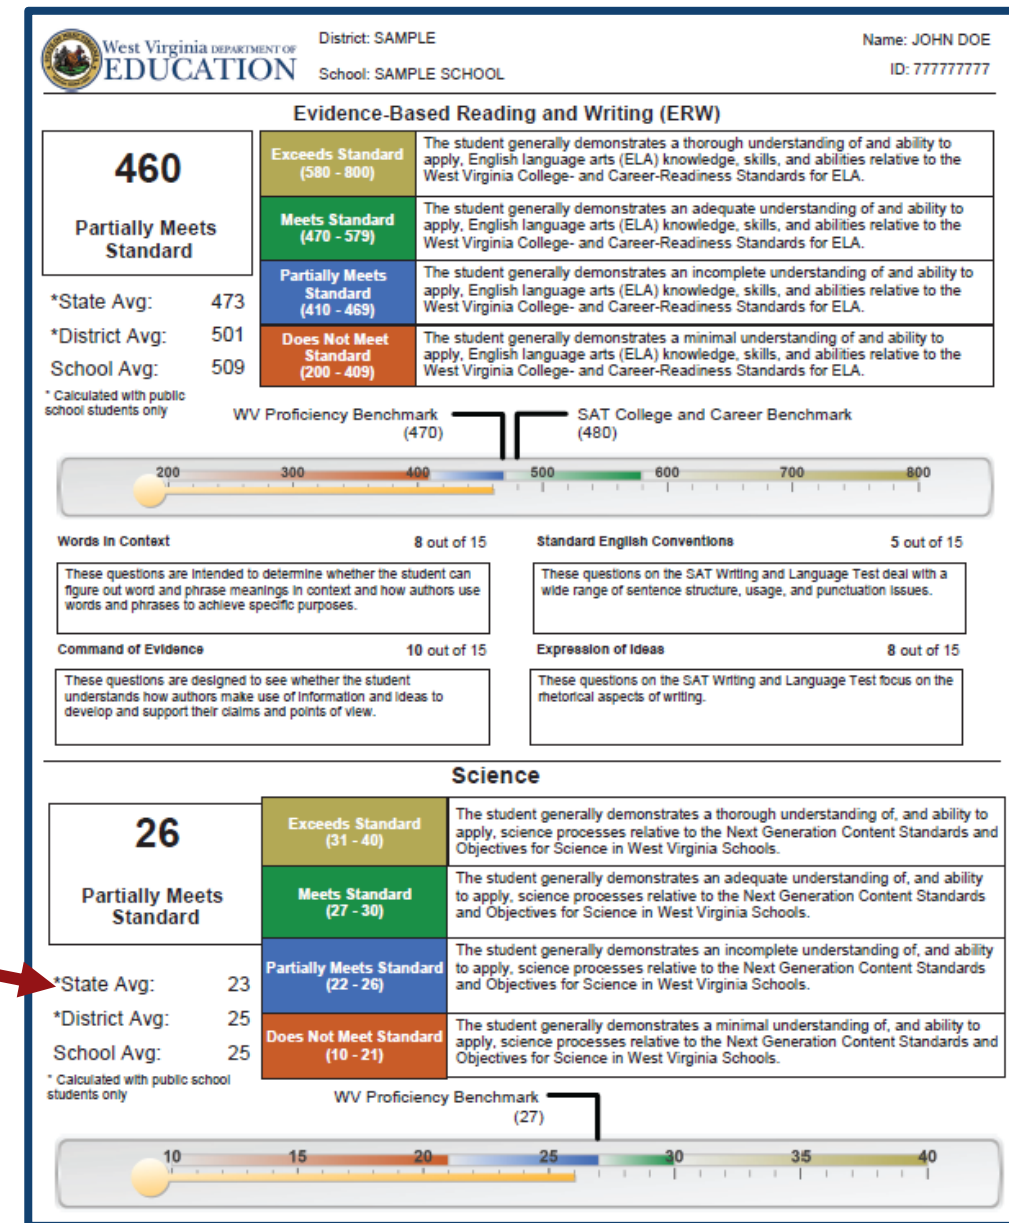 West Virginia DEPARTMENT OF
EDUCATION
District: SAMPLE
School: SAMPLE SCHOOL
Name: JOHN DOE
ID: 777777777
Evidence-Based Reading and Writing (ERW)
460
Partially Meets
Standard
*State Avg: 473
*District Avg: 501
School Avg: 509
* Calculated with public
school students only
Exceeds Standard
(580 - 800)
The student generally demonstrates a thorough understanding of and ability to
apply, English language arts (ELA) knowledge, skills, and abilities relative to the
West Virginia College- and Career-Readiness Standards for ELA.
Meets Standard
(470 - 579)
The student generally demonstrates an adequate understanding of and ability to
apply, English language arts (ELA) knowledge, skills, and abilities relative to the
West Virginia College- and Career-Readiness Standards for ELA.
Partially Meets
Standard
(410 - 469)
The student generally demonstrates an incomplete understanding of and ability to
apply, English language arts (ELA) knowledge, skills, and abilities relative to the
West Virginia College- and Career-Readiness Standards for ELA.
Does Not Meet
Standard
(200 - 409)
The student generally demonstrates a minimal understanding of and ability to
apply, English language arts (ELA) knowledge, skills, and abilities relative to the
West Virginia College- and Career-Readiness Standards for ELA.
WV Proficiency Benchmark
(470)
SAT College and Career Benchmark
(480)
200 300 400 500 600 700 800
Words In Context 8 out of 15
These questions are intended to determine whether the student can
figure out word and phrase meanings in context and how authors use
words and phrases to achieve specific purposes.
Standard English Conventions 5 out of 15
These questions on the SAT Writing and Language Test deal with a
wide range of sentence structure, usage, and punctuation issues.
Command of Evidence 10 out of 15
These questions are designed to see whether the student
understands how authors make use of information and ideas to
develop and support their claims and points of view.
Expression of Ideas 8 out of 15
These questions on the SAT Writing and Language Test focus on the
rhetorical aspects of writing.
Science
26
Partially Meets
Standard
*State Avg: 23
*District Avg: 25
School Avg: 25
* Calculated with public school
students only
Exceeds Standard
(31 - 40)
The student generally demonstrates a thorough understanding of, and ability to
apply, science processes relative to the Next Generation Content Standards and
Objectives for Science in West Virginia Schools.
Meets Standard
(27 - 30)
The student generally demonstrates an adequate understanding of, and ability
to apply, science processes relative to the Next Generation Content Standards
and Objectives for Science in West Virginia Schools.
Partially Meets Standard
(22 - 26)
The student generally demonstrates an incomplete understanding of, and ability
to apply, science processes relative to the Next Generation Content Standards
and Objectives for Science in West Virginia Schools.
Does Not Meet Standard
(10 - 21)
The student generally demonstrates a minimal understanding of, and ability to
apply, science processes relative to the Next Generation Content Standards and
Objectives for Science in West Virginia Schools.
WV Proficiency Benchmark
(27)
10 15 20 25 30 35 40